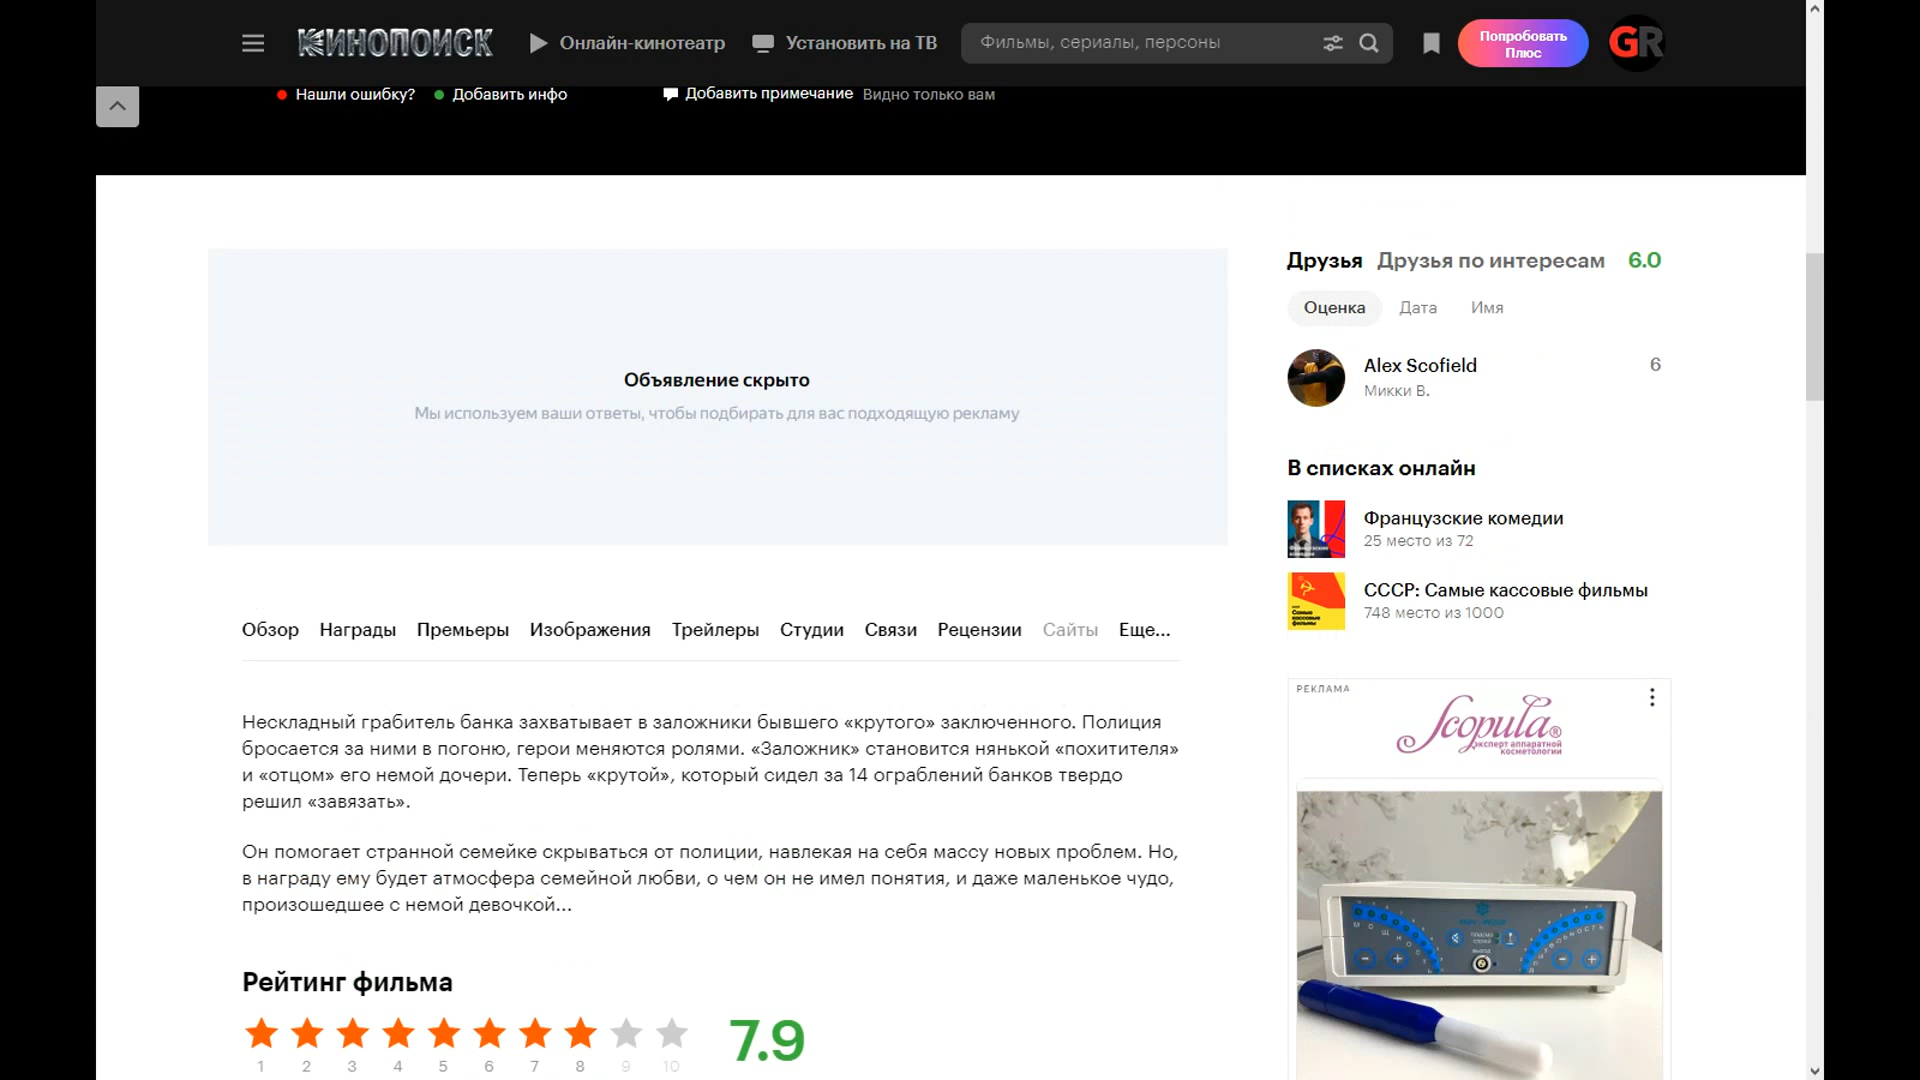 КИНОПОИСК
Онлайн-кинотеатр
Установить на ТВ
Фильмы, сериалы, персоны
Попробовать
Плюс
GR
Нашли ошибку?
Добавить инфо
Добавить примечание
Видно только вам
Объявление скрыто
Мы используем ваши ответы, чтобы подбирать для вас подходящую рекламу
Обзор Награды Премьеры Изображения Трейлеры Студии Связи Рецензии Сайты Еще...
Нескладный грабитель банка захватывает в заложники бывшего «крутого» заключенного. Полиция
бросается за ними в погоню, герои меняются ролями. «Заложник» становится нянькой «похитителя»
и «отцом» его немой дочери. Теперь «крутой», который сидел за 14 ограблений банков твердо
решил «завязать».
Он помогает странной семейке скрываться от полиции, навлекая на себя массу новых проблем. Но,
в награду ему будет атмосфера семейной любви, о чем он не имел понятия, и даже маленькое чудо,
произошедшее с немой девочкой...
Рейтинг фильма
7.9
1 2 3 4 5 6 7 8 9 10
Друзья Друзья по интересам 6.0
Оценка Дата Имя
Alex Scofield 6
Микки В.
В списках онлайн
Французские комедии
25 место из 72
СССР: Самые кассовые фильмы
748 место из 1000
Самые
кассовые
фильмы
РЕКЛАМА
Scopula®
эксперт аппаратной
косметологии